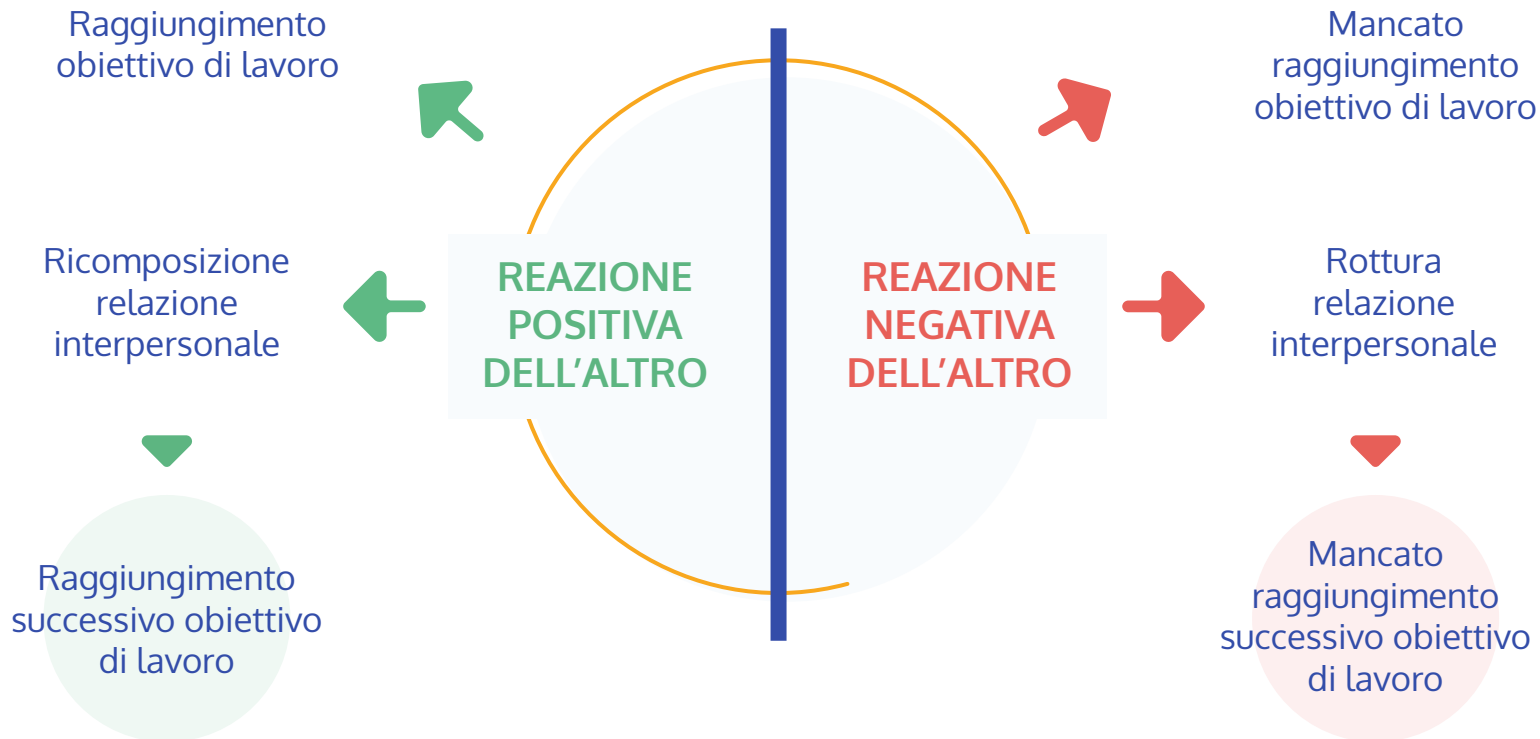 Raggiungimento
obiettivo di lavoro
Ricomposizione
relazione
interpersonale
Raggiungimento
successivo obiettivo
di lavoro
REAZIONE
POSITIVA
DELL’ALTRO
REAZIONE
NEGATIVA
DELL’ALTRO
Mancato
raggiungimento
obiettivo di lavoro
Rottura
relazione
interpersonale
Mancato
raggiungimento
successivo obiettivo
di lavoro